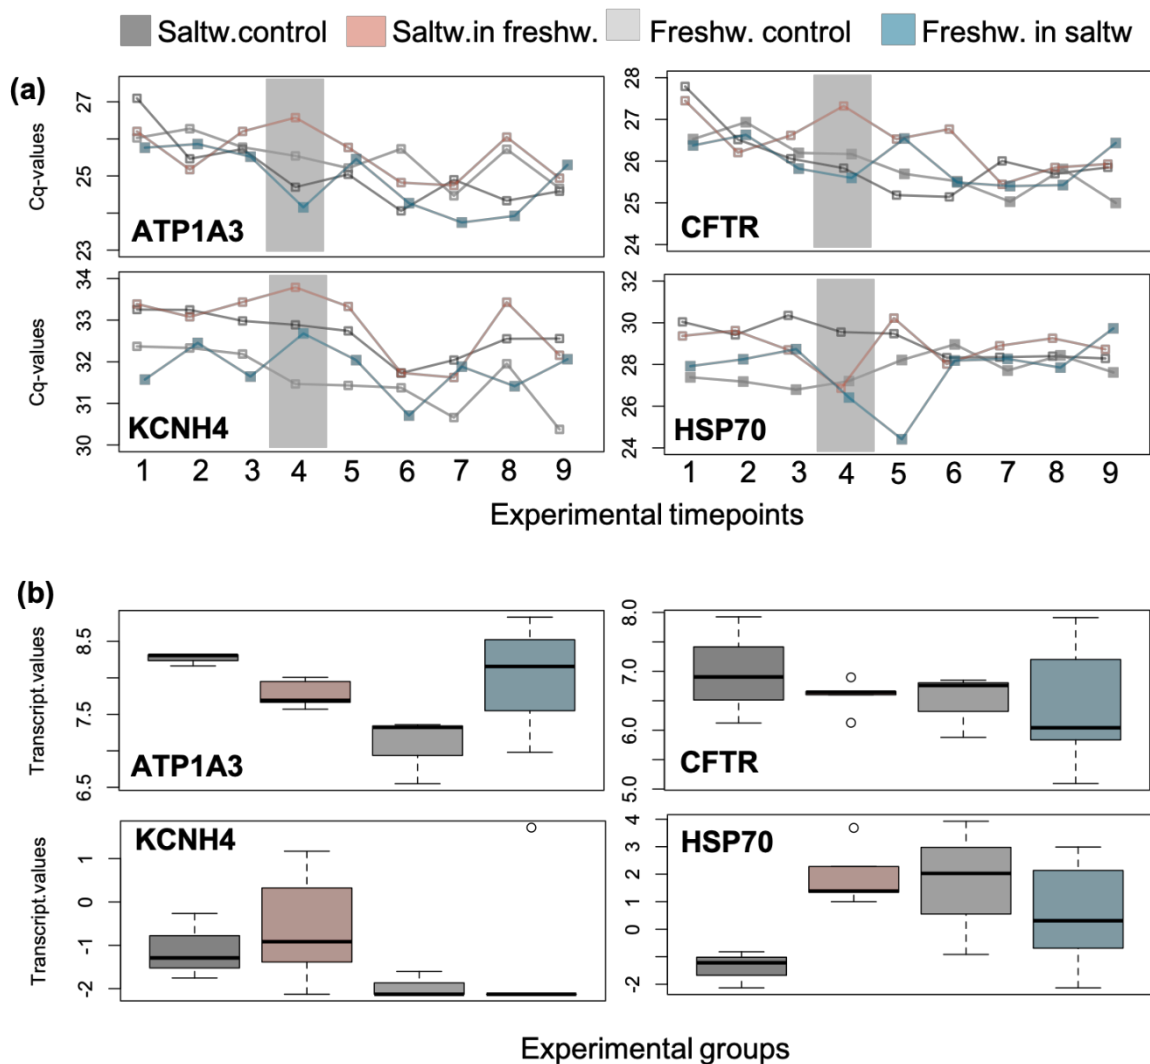 Saltw.control Saltw.in freshw. Freshw. control Freshw. in saltw
(a)
Cq-values
27
25
23
ATP1A3
28
27
26
25
24
CFTR
Cq-values
34
33
32
31
30
KCNH4
32
30
28
26
24
HSP70
1 2 3 4 5 6 7 8 9
1 2 3 4 5 6 7 8 9
Experimental timepoints
(b)
Transcript.values
8.5
7.5
6.5
ATP1A3
8.0
7.0
6.0
5.0
CFTR
Transcript.values
1
0
-1
-2
KCNH4
4
3
2
1
0
-2
HSP70
Experimental groups